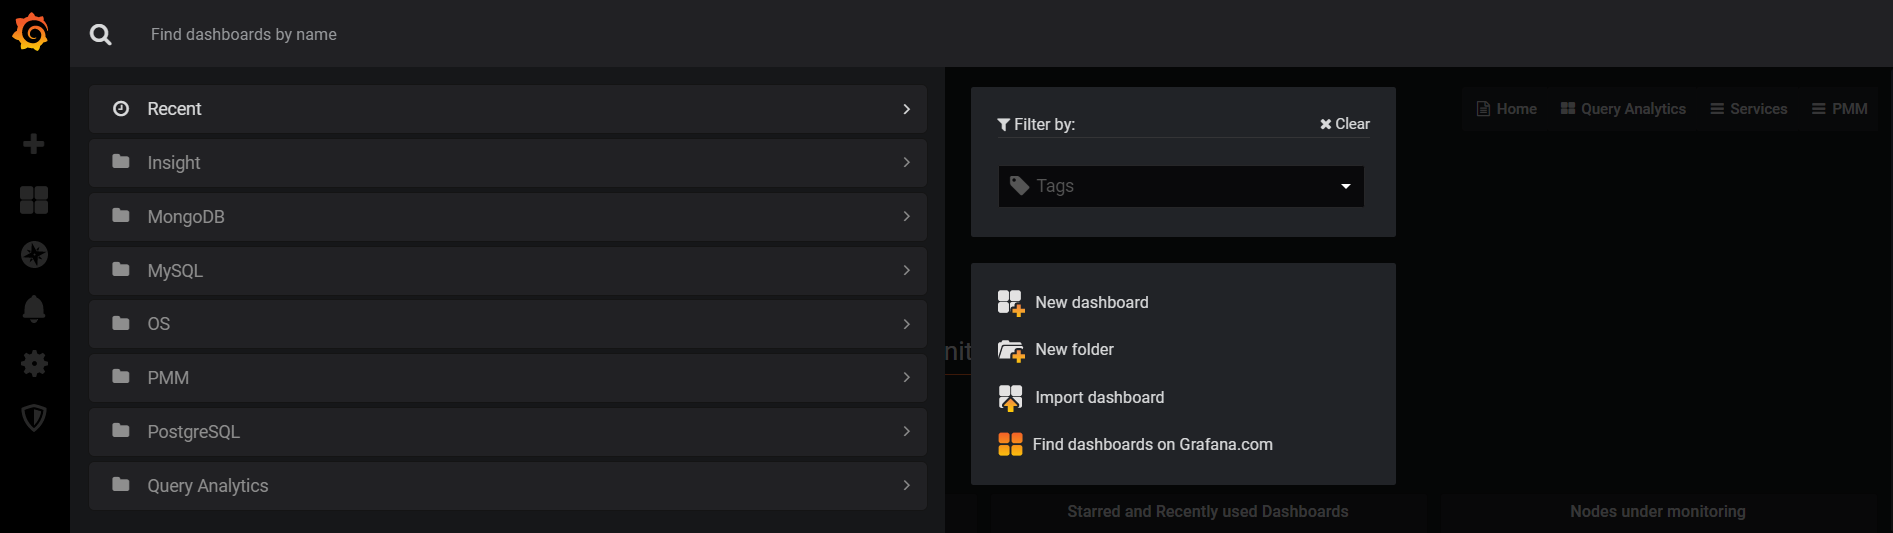 Find dashboards by name
Recent
Insight
MongoDB
MySQL
OS
PMM
PostgreSQL
Query Analytics
Filter by:
Clear
Tags
New dashboard
New folder
Import dashboard
Find dashboards on Grafana.com
Home
Query Analytics
Services
PMM
Starred and Recently used Dashboards
Nodes under monitoring